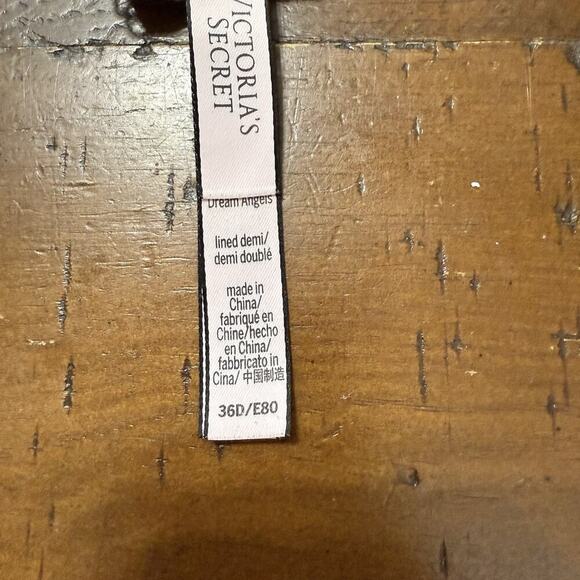 VICTORIA'S
SECRET
Dream Angels
lined demi/
demi doublé
made in
China/
fabriqué en
Chine/hecho
en China/
fabbricato in
Cina/ 中国制造
36D/E80